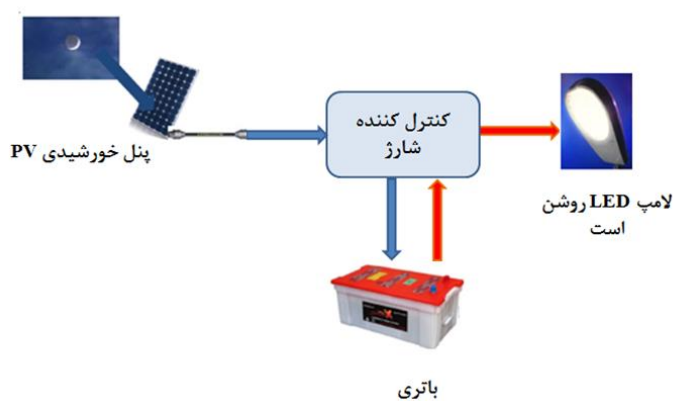 کنترل کننده
شارژ
پنل خورشیدی PV
لامپ LED روشن
است
باتری